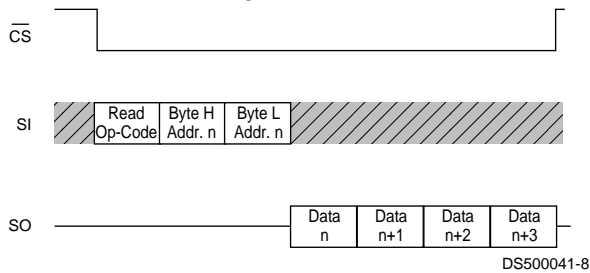 CS
SI
Read Byte H Byte L
Op-Code Addr. n Addr. n
SO
Data Data Data Data
n n+1 n+2 n+3
DS500041-8